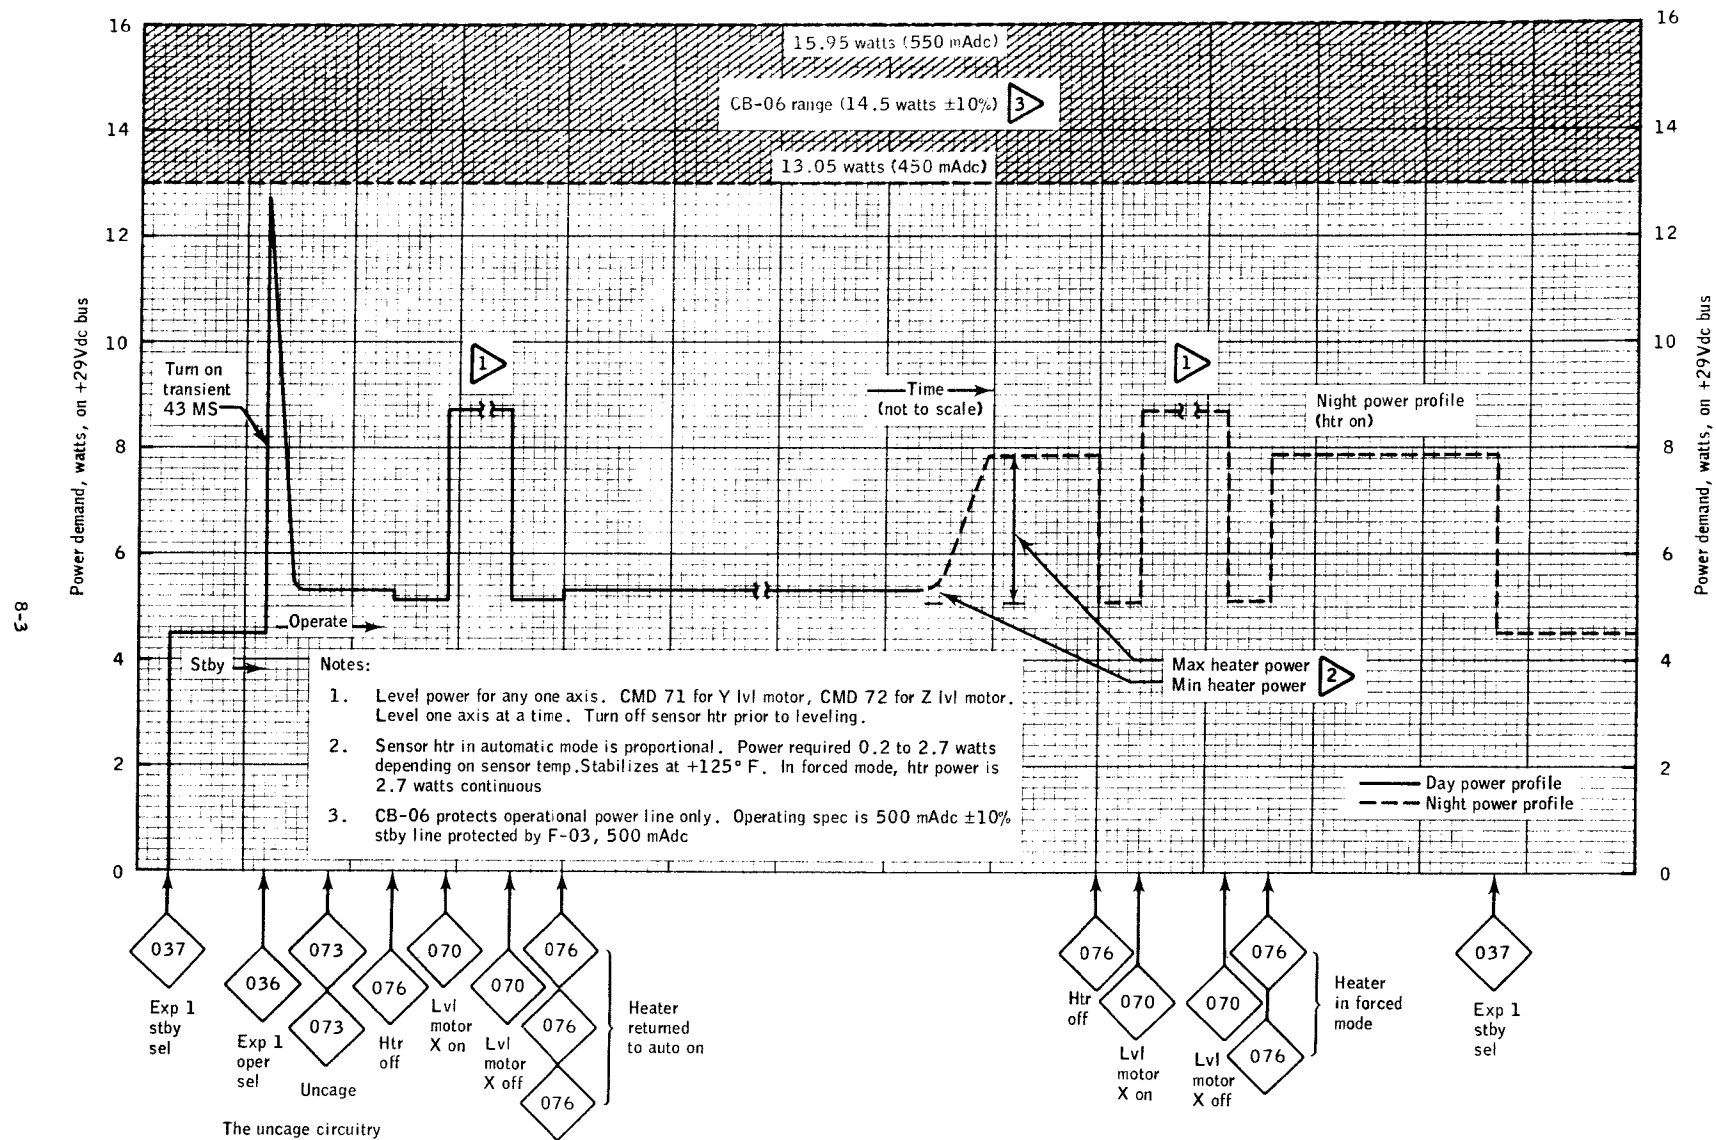 16
14
12
10
8
6
4
2
0
Power demand, watts, on +29Vdc bus
8-3
15.95 watts (550 mAdc)
CB-06 range (14.5 watts ±10%) 3
13.05 watts (450 mAdc)
Turn on
transient
43 MS
1
Time
(not to scale)
1
Night power profile
(htr on)
Operate
Stby
Max heater power
Min heater power
2
Notes:
1. Level power for any one axis. CMD 71 for Y lvl motor, CMD 72 for Z lvl motor.
Level one axis at a time. Turn off sensor htr prior to leveling.
2. Sensor htr in automatic mode is proportional. Power required 0.2 to 2.7 watts
depending on sensor temp.Stabilizes at +125° F. In forced mode, htr power is
2.7 watts continuous
3. CB-06 protects operational power line only. Operating spec is 500 mAdc ±10%
stby line protected by F-03, 500 mAdc
Day power profile
Night power profile
16
14
12
10
8
6
4
2
0
Power demand, watts, on +29Vdc bus
037
Exp 1
stby
sel
036
Exp 1
oper
sel
073
073
Uncage
076
Htr
off
070
Lvl
motor
X on
070
Lvl
motor
X off
076
076
076
Heater
returned
to auto on
076
Htr
off
070
Lvl
motor
X on
070
Lvl
motor
X off
076
076
Heater
in forced
mode
037
Exp 1
stby
sel
The uncage circuitry